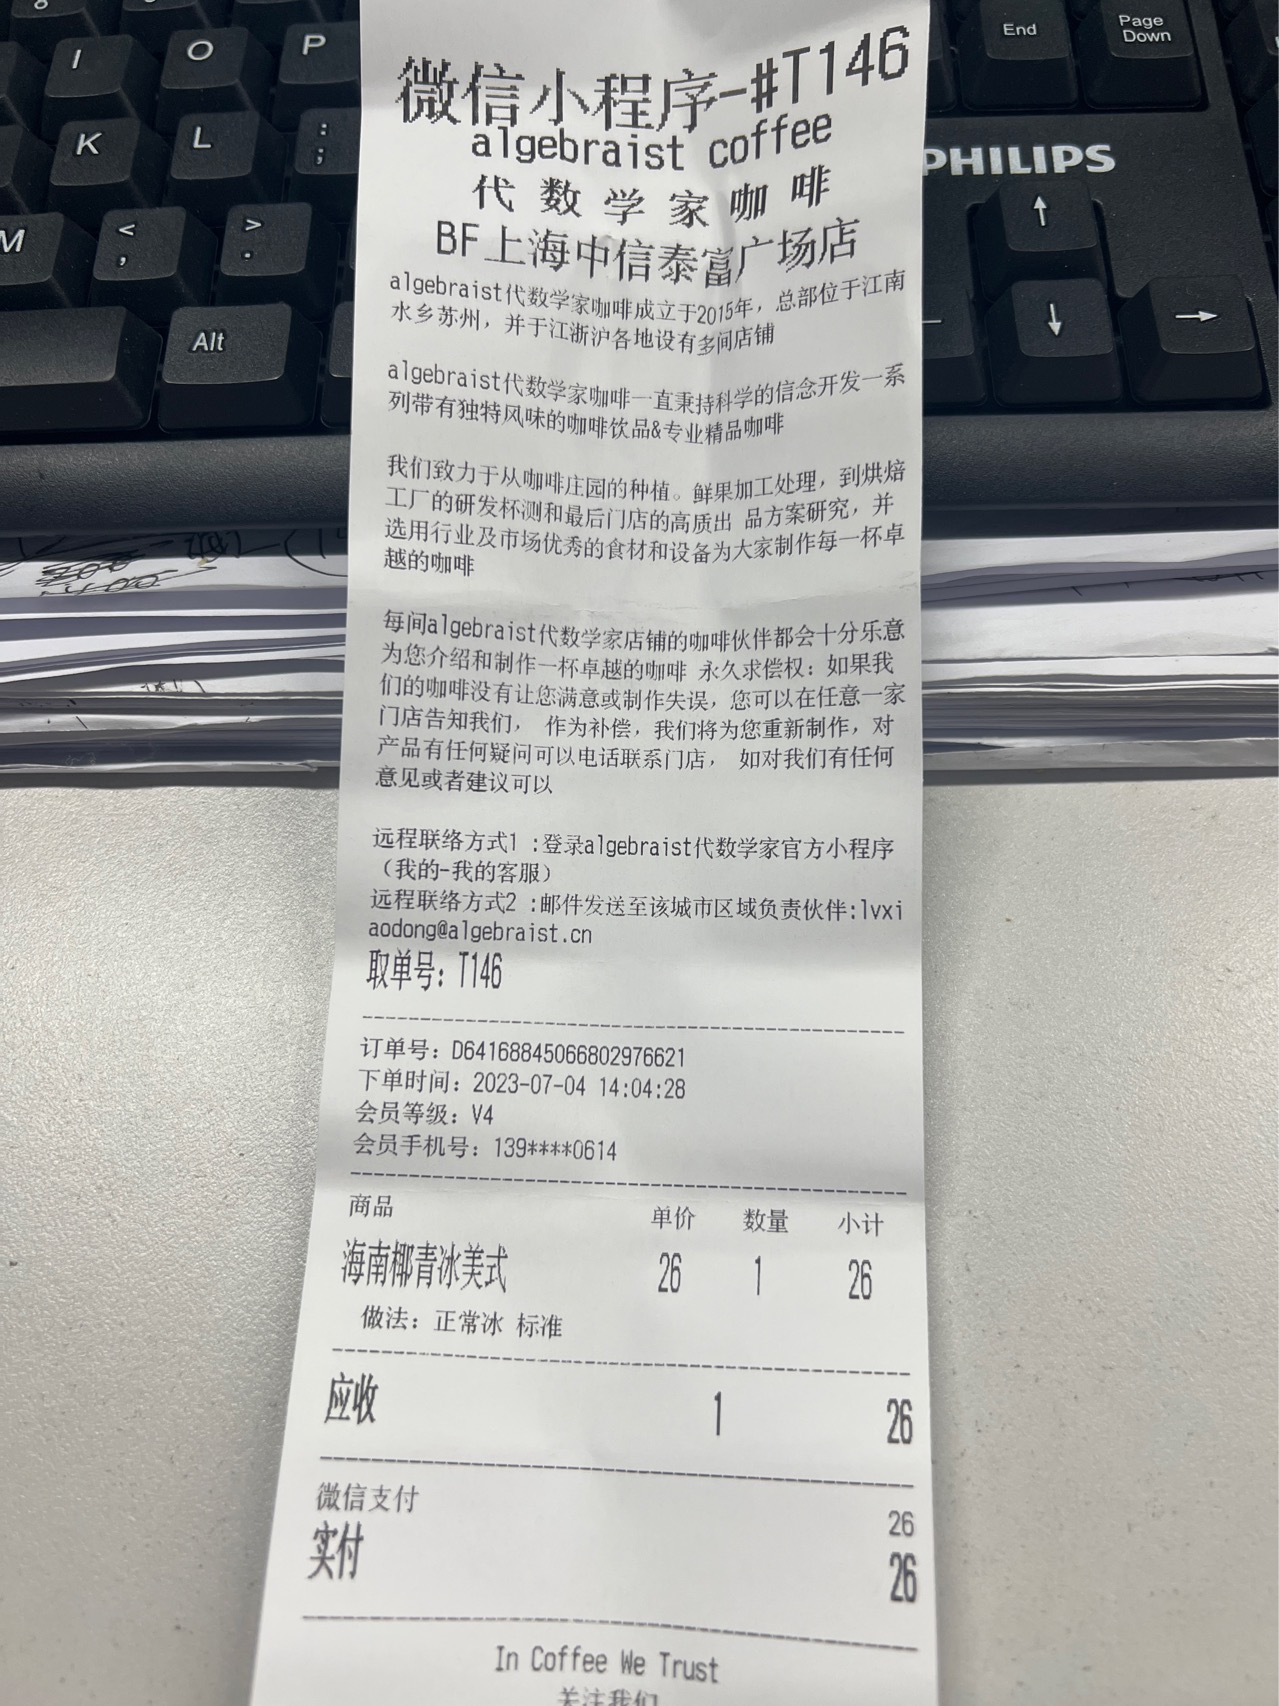 I
O
P
End
Page
Down
K
L
:
;
M
<
,
>
.
Alt
PHILIPS
↑
↓
→
微信小程序-#T146
algebraist coffee
代数学家咖啡
BF上海中信泰富广场店
algebraist代数学家咖啡成立于2015年，总部位于江南
水乡苏州，并于江浙沪各地设有多间店铺
algebraist代数学家咖啡一直秉持科学的信念开发一系
列带有独特风味的咖啡饮品&专业精品咖啡
我们致力于从咖啡庄园的种植。鲜果加工处理，到烘焙
工厂的研发杯测和最后门店的高质出 品方案研究，并
选用行业及市场优秀的食材和设备为大家制作每一杯卓
越的咖啡
每间algebraist代数学家店铺的咖啡伙伴都会十分乐意
为您介绍和制作一杯卓越的咖啡 永久求偿权：如果我
们的咖啡没有让您满意或制作失误，您可以在任意一家
门店告知我们， 作为补偿，我们将为您重新制作，对
产品有任何疑问可以电话联系门店， 如对我们有任何
意见或者建议可以
远程联络方式1 :登录algebraist代数学家官方小程序
（我的-我的客服）
远程联络方式2 :邮件发送至该城市区域负责伙伴:lvxi
aodong@algebraist.cn
取单号：T146
订单号：D64168845066802976621
下单时间：2023-07-04 14:04:28
会员等级：V4
会员手机号：139****0614
商品 单价 数量 小计
海南椰青冰美式 26 1 26
做法：正常冰 标准
应收 1 26
微信支付 26
实付 26
In Coffee We Trust
关注我们